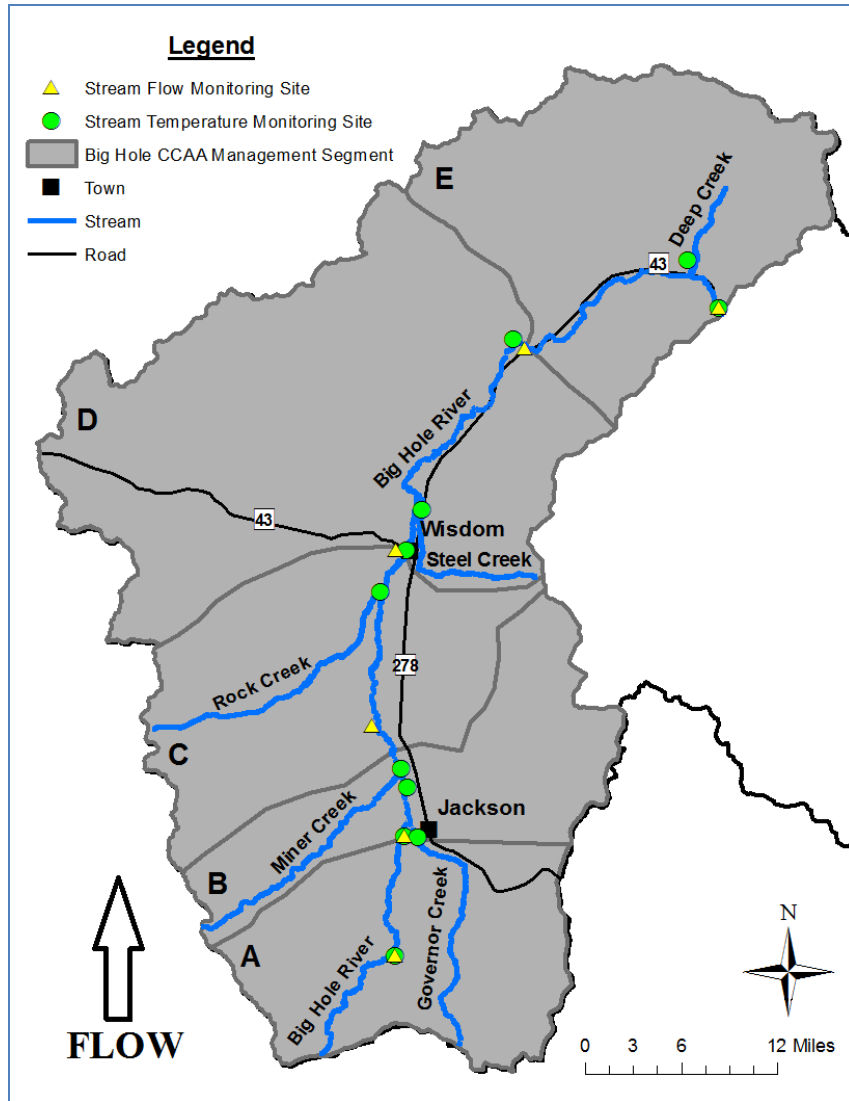 Legend
Stream Flow Monitoring Site
Stream Temperature Monitoring Site
Big Hole CCAA Management Segment
Town
Stream
Road
E
Deep Creek
43
D
Big Hole River
43
Wisdom
Steel Creek
Rock Creek
278
C
Miner Creek
Jackson
B
A
Big Hole River
Governor Creek
N
FLOW
0 3 6 12 Miles